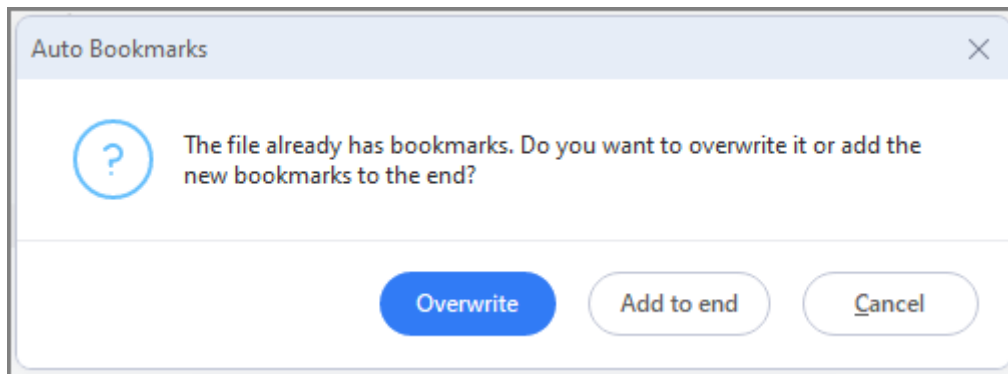 Auto Bookmarks
?
The file already has bookmarks. Do you want to overwrite it or add the
new bookmarks to the end?
Overwrite
Add to end
Cancel